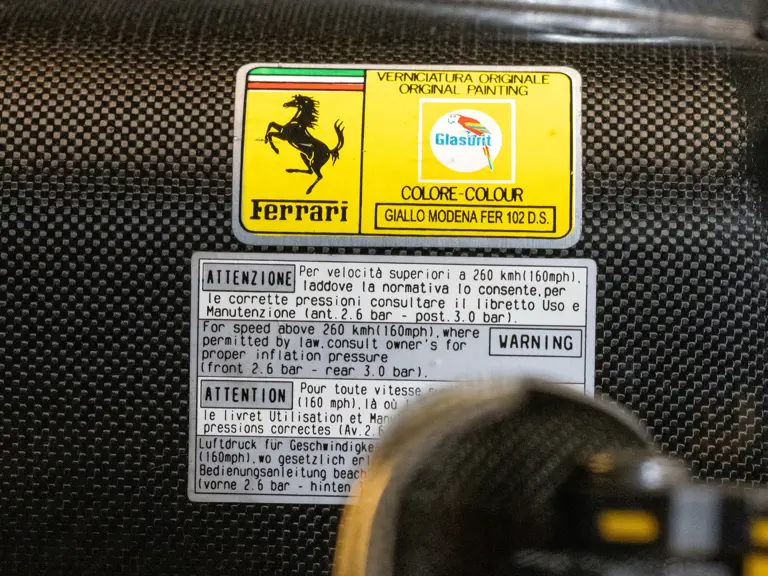 VERNICIATURA ORIGINALE
ORIGINAL PAINTING
Glasurit
COLORE-COLOUR
GIALLO MODENA FER 102 D.S.
Ferrari
ATTENZIONE Per velocità superiori a 260 kmh(160mph),
laddove la normativa lo consente, per
le corrette pressioni consultare il libretto Uso e
Manutenzione (ant. 2.6 bar - post. 3.0 bar).
For speed above 260 kmh(160mph), where
permitted by law, consult owner's for
proper inflation pressure
(front 2.6 bar - rear 3.0 bar).
WARNING
ATTENTION Pour toute vitesse
(160 mph), là où
le livret Utilisation et
pressions correctes (Av. 2.6
Luftdruck für
(160mph), wo gesetzlich
Bedienungsanleitung
(vorne 2.6 bar - hinten